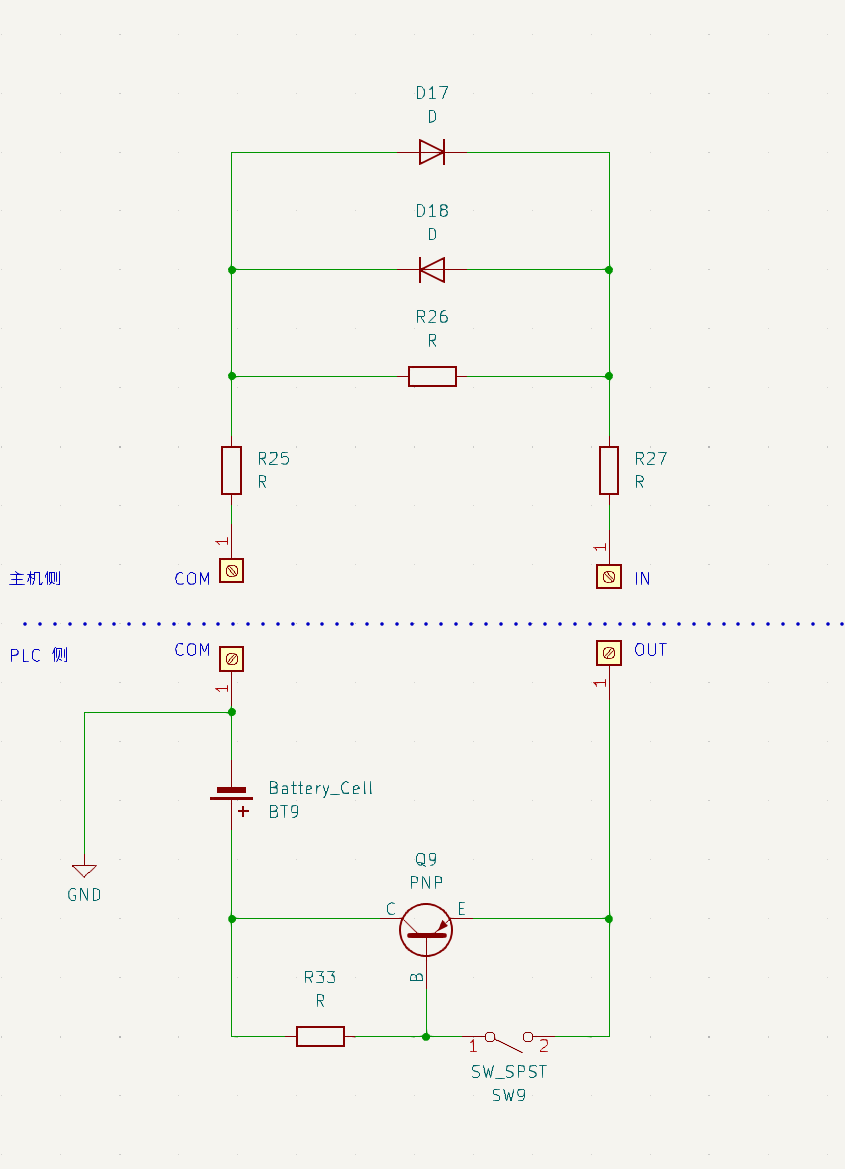 D17
D
D18
D
R26
R
R25
R
R27
R
1
1
主机侧
COM
IN
PLC 侧
COM
OUT
1
1
Battery_Cell
BT9
+
GND
Q9
PNP
C
E
B
R33
R
1
2
SW_SPST
SW9